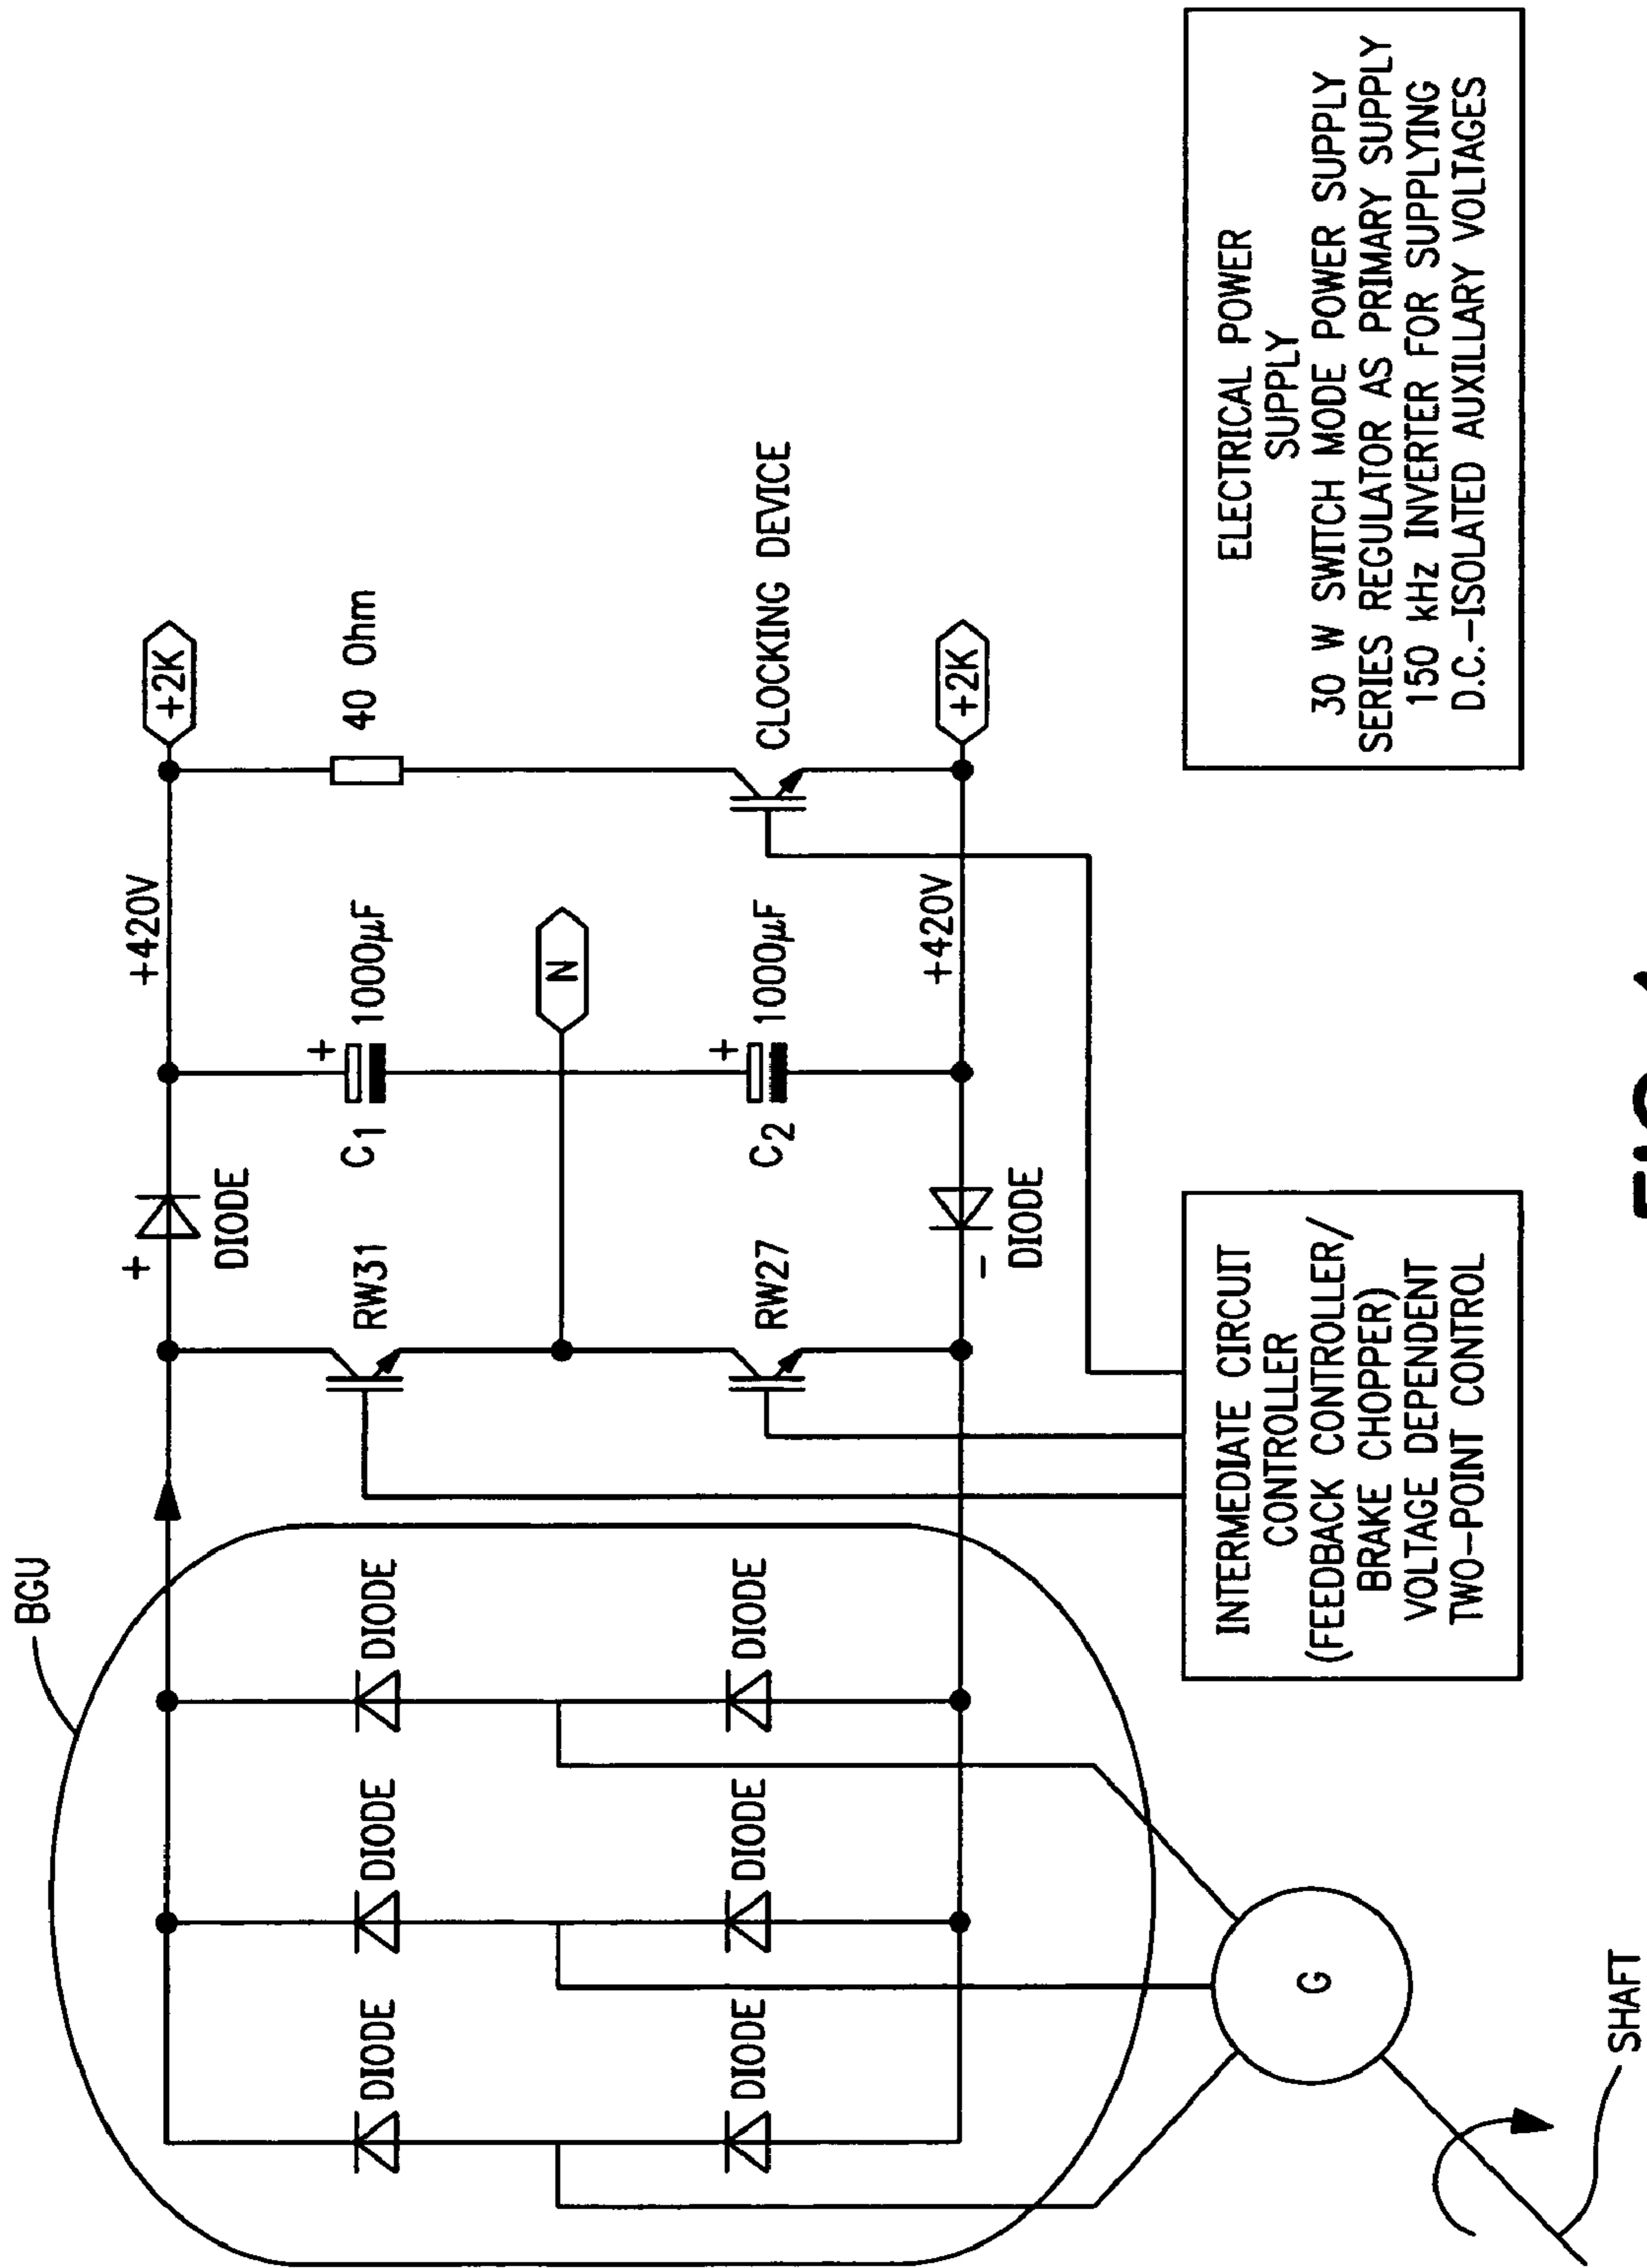 BGU
DIODE
DIODE
DIODE
DIODE
DIODE
DIODE
G
SHAFT
+
DIODE
RW31
RW27
-
DIODE
+420V
C1
+
1000µF
N
C2
+
1000µF
+420V
+2K
40 Ohm
CLOCKING DEVICE
+2K
INTERMEDIATE CIRCUIT
CONTROLLER
(FEEDBACK CONTROLLER/
BRAKE CHOPPER)
VOLTAGE DEPENDENT
TWO-POINT CONTROL
ELECTRICAL POWER
SUPPLY
30 W SWITCH MODE POWER SUPPLY
SERIES REGULATOR AS PRIMARY SUPPLY
150 kHz INVERTER FOR SUPPLYING
D.C.-ISOLATED AUXILLARY VOLTAGES